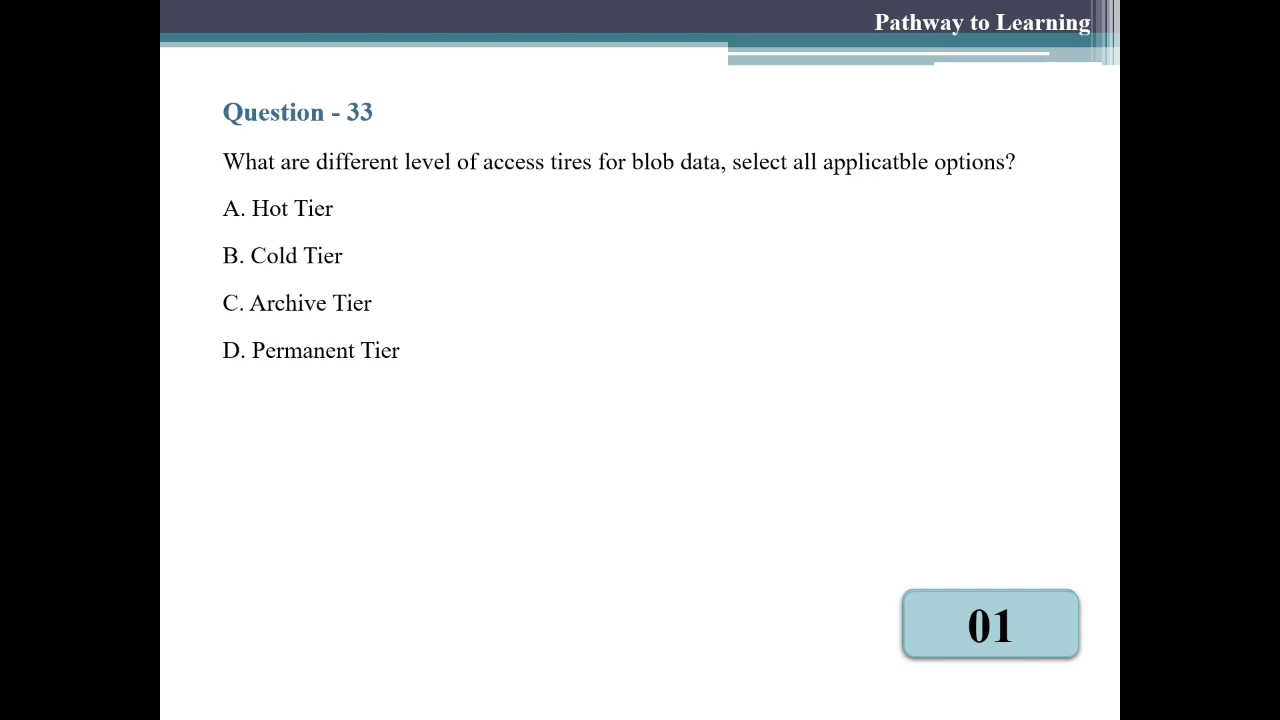 Pathway to Learning
Question - 33
What are different level of access tires for blob data, select all applicatble options?
A. Hot Tier
B. Cold Tier
C. Archive Tier
D. Permanent Tier
01